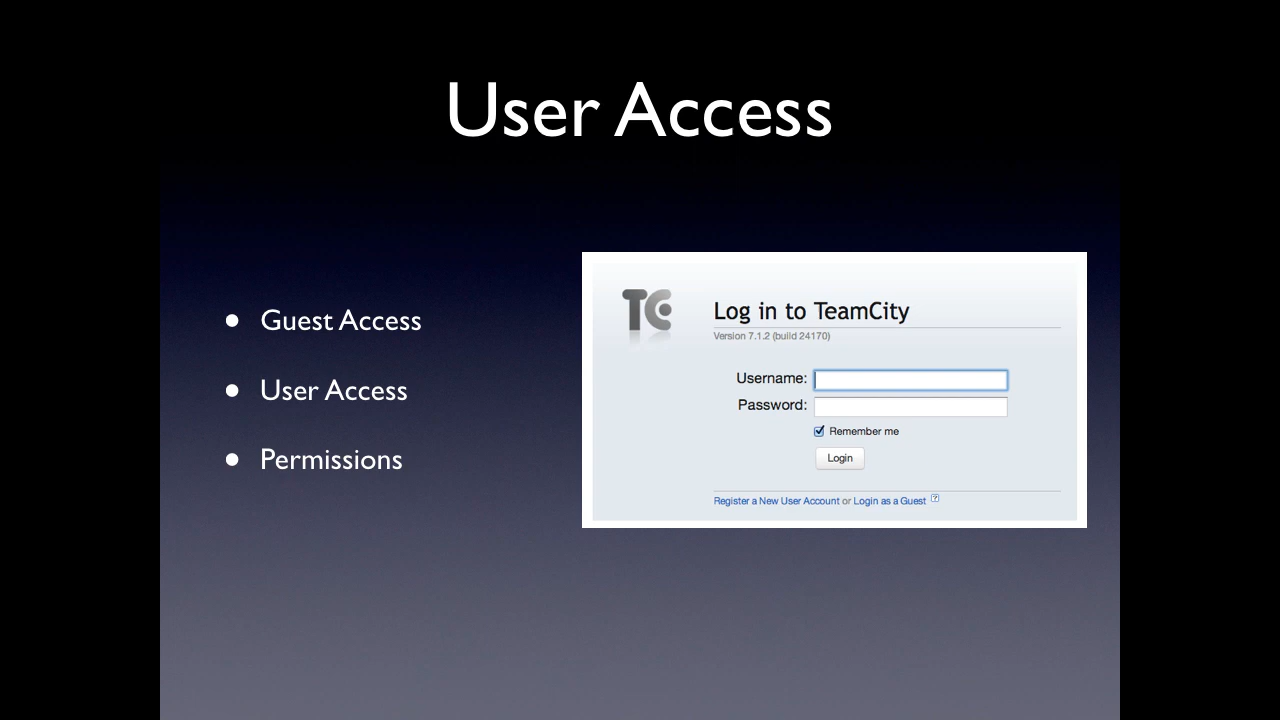 User Access
• Guest Access
• User Access
• Permissions
TC
Log in to TeamCity
Version 7.1.2 (build 24170)
Username:
Password:
Remember me
Login
Register a New User Account or Login as a Guest ?